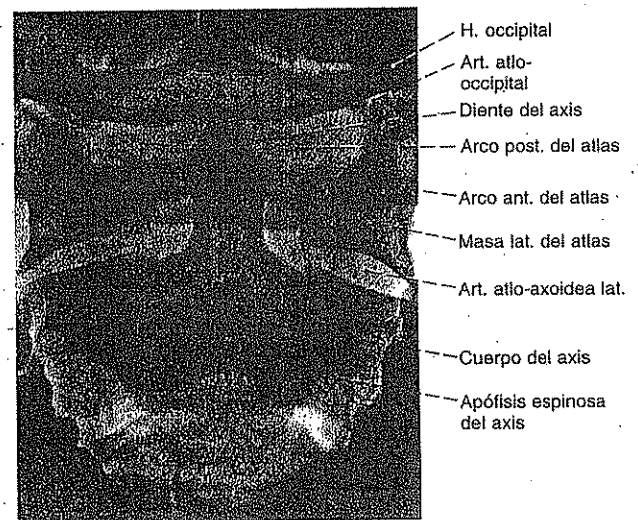 H. occipital
Art. atlo-
occipital
Diente del axis
Arco post. del atlas
Arco ant. del atlas
Masa lat. del atlas
Art. atlo-axoidea lat.
Cuerpo del axis
Apófisis espinosa
del axis